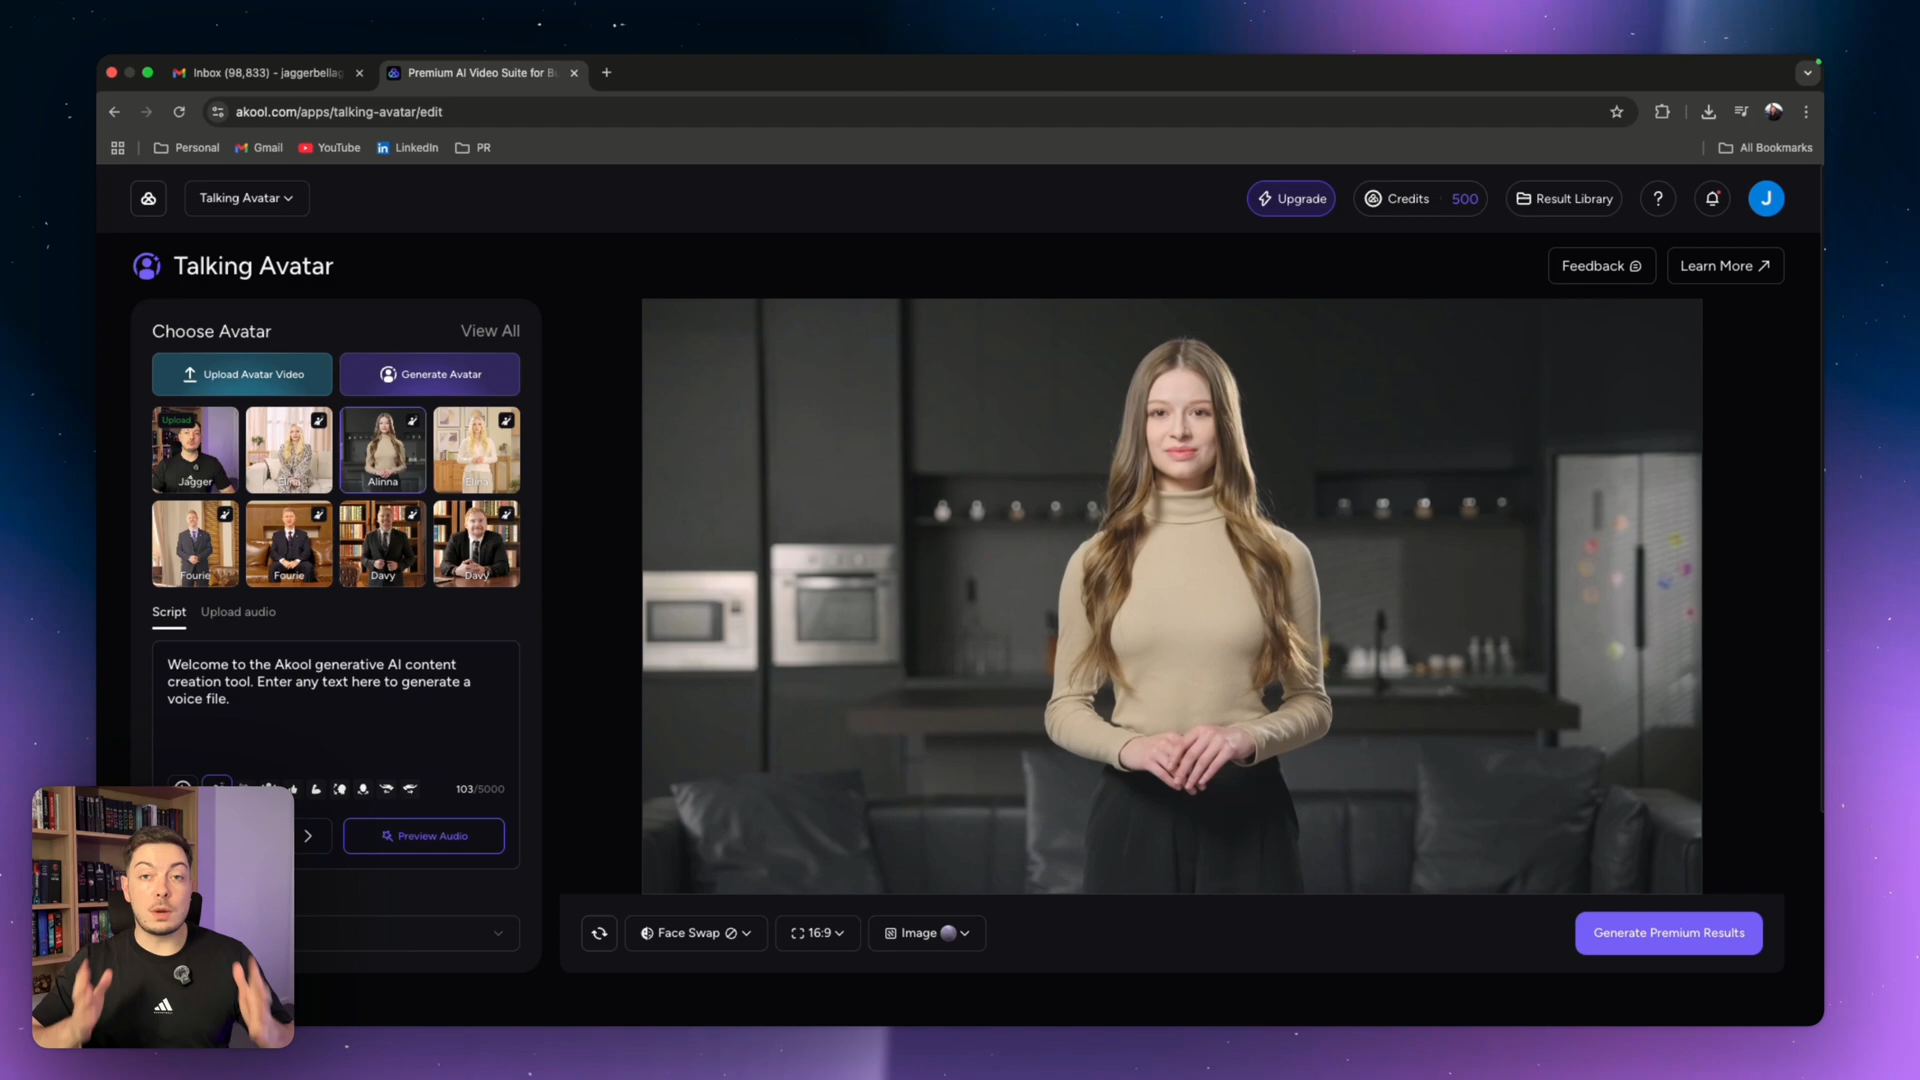 Inbox (98,833) - jaggerbellag
Premium AI Video Suite for B
akool.com/apps/talking-avatar/edit
Personal
Gmail
YouTube
LinkedIn
PR
All Bookmarks
Talking Avatar
Upgrade
Credits
500
Result Library
?
J
Talking Avatar
Feedback
Learn More
Choose Avatar
View All
Upload Avatar Video
Generate Avatar
Upload
Jagger
Elina
Alinna
Elina
Fourie
Fourie
Davy
Davy
Script
Upload audio
Welcome to the Akool generative AI content
creation tool. Enter any text here to generate a
voice file.
103/5000
Preview Audio
Face Swap
16:9
Image
Generate Premium Results